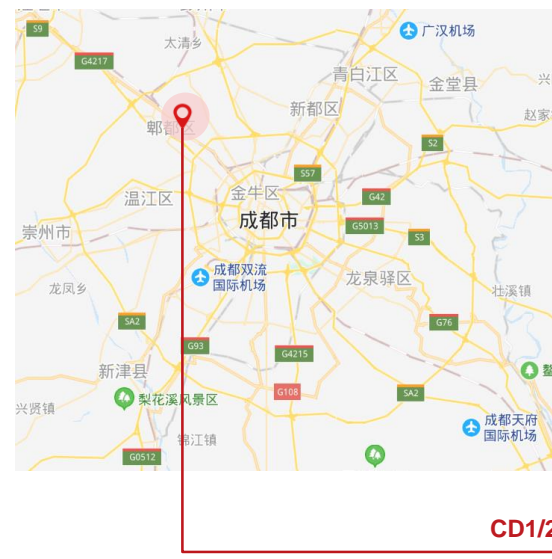 S9
太清乡
广汉机场
G4217
青白江区
金堂县
兴
新都区
赵家
郫都区
S2
S57
温江区
金牛区
G42
成都市
G5013
崇州市
S3
成都双流
国际机场
龙泉驿区
龙凤乡
壮溪镇
SA2
G76
G93
G4215
新津县
G108
SA2
梨花溪风景区
兴贤镇
成都天府
国际机场
锦江镇
G0512
CD1/2